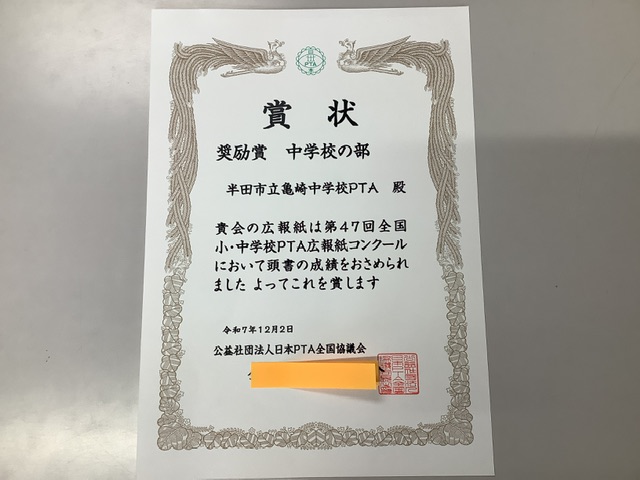 PTA
賞状
奨励賞 中学校の部
半田市立亀崎中学校PTA 殿
貴会の広報紙は第47回全国
小・中学校PTA広報紙コンクール
において頭書の成績をおさめられ
ました よってこれを賞します
令和7年12月2日
公益社団法人日本PTA全国協議会